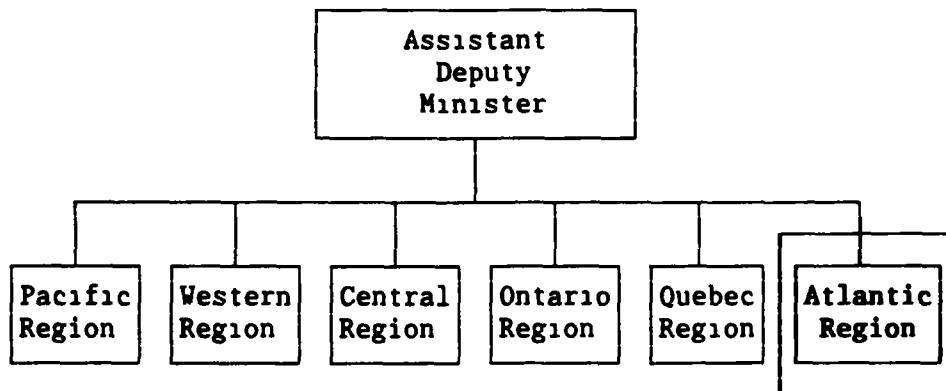 Assistant
Deputy
Minister
Pacific
Region
Western
Region
Central
Region
Ontario
Region
Quebec
Region
Atlantic
Region